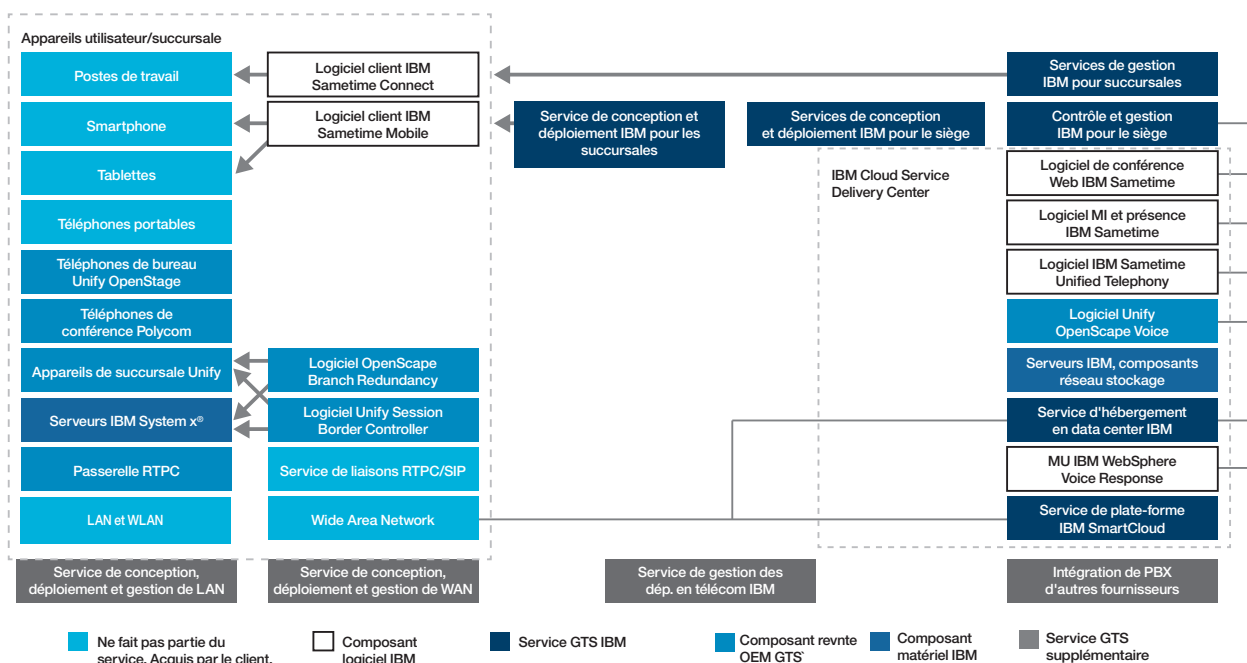 Appareils utilisateur/succursale
Postes de travail
Smartphone
Tablettes
Téléphones portables
Téléphones de bureau
Unify OpenStage
Téléphones de
conférence Polycom
Appareils de succursale Unify
Serveurs IBM System x®
Passerelle RTPC
LAN et WLAN
Logiciel client IBM
Sametime Connect
Logiciel client IBM
Sametime Mobile
Logiciel OpenScape
Branch Redundancy
Logiciel Unify Session
Border Controller
Service de liaisons RTPC/SIP
Wide Area Network
Service de conception et
déploiement IBM pour les
succursales
Services de conception
et déploiement IBM pour le siège
IBM Cloud Service
Delivery Center
Services de gestion
IBM pour succursales
Contrôle et gestion
IBM pour le siège
Logiciel de conférence
Web IBM Sametime
Logiciel MI et présence
IBM Sametime
Logiciel IBM Sametime
Unified Telephony
Logiciel Unify
OpenScape Voice
Serveurs IBM, composants
réseau stockage
Service d'hébergement
en data center IBM
MU IBM WebSphere
Voice Response
Service de plate-forme
IBM SmartCloud
Service de conception,
déploiement et gestion de LAN
Service de conception,
déploiement et gestion de WAN
Service de gestion des
dép. en télécom IBM
Intégration de PBX
d'autres fournisseurs
Ne fait pas partie du
service. Acquis par le client.
Composant
logiciel IBM
Service GTS IBM
Composant revnte
OEM GTS`
Composant
matériel IBM
Service GTS
supplémentaire